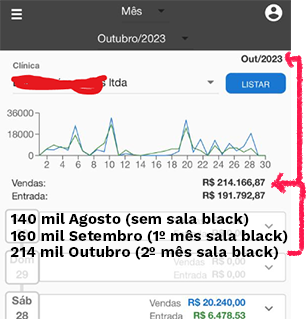 Mês
Outubro/2023
Out/2023
Clínica
ltda
LISTAR
36000
18000
0
2 4 6 8 10 12 14 16 18 20 22 24 26 28 30
Vendas: R$ 214.166,87
Entrada: R$ 191.792,87
140 mil Agosto (sem sala black)
160 mil Setembro (1º mês sala black)
214 mil Outubro (2º mês sala black)
Dom
29
Entrada R$ 0,00
Sáb
28
Vendas R$ 20.240,00
Entrada R$ 6.478,53